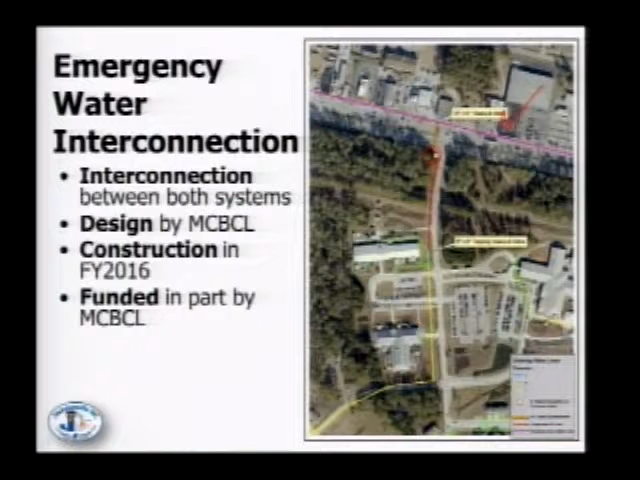 Emergency
Water
Interconnection
• Interconnection
between both systems
• Design by MCBCL
• Construction in
FY2016
• Funded in part by
MCBCL